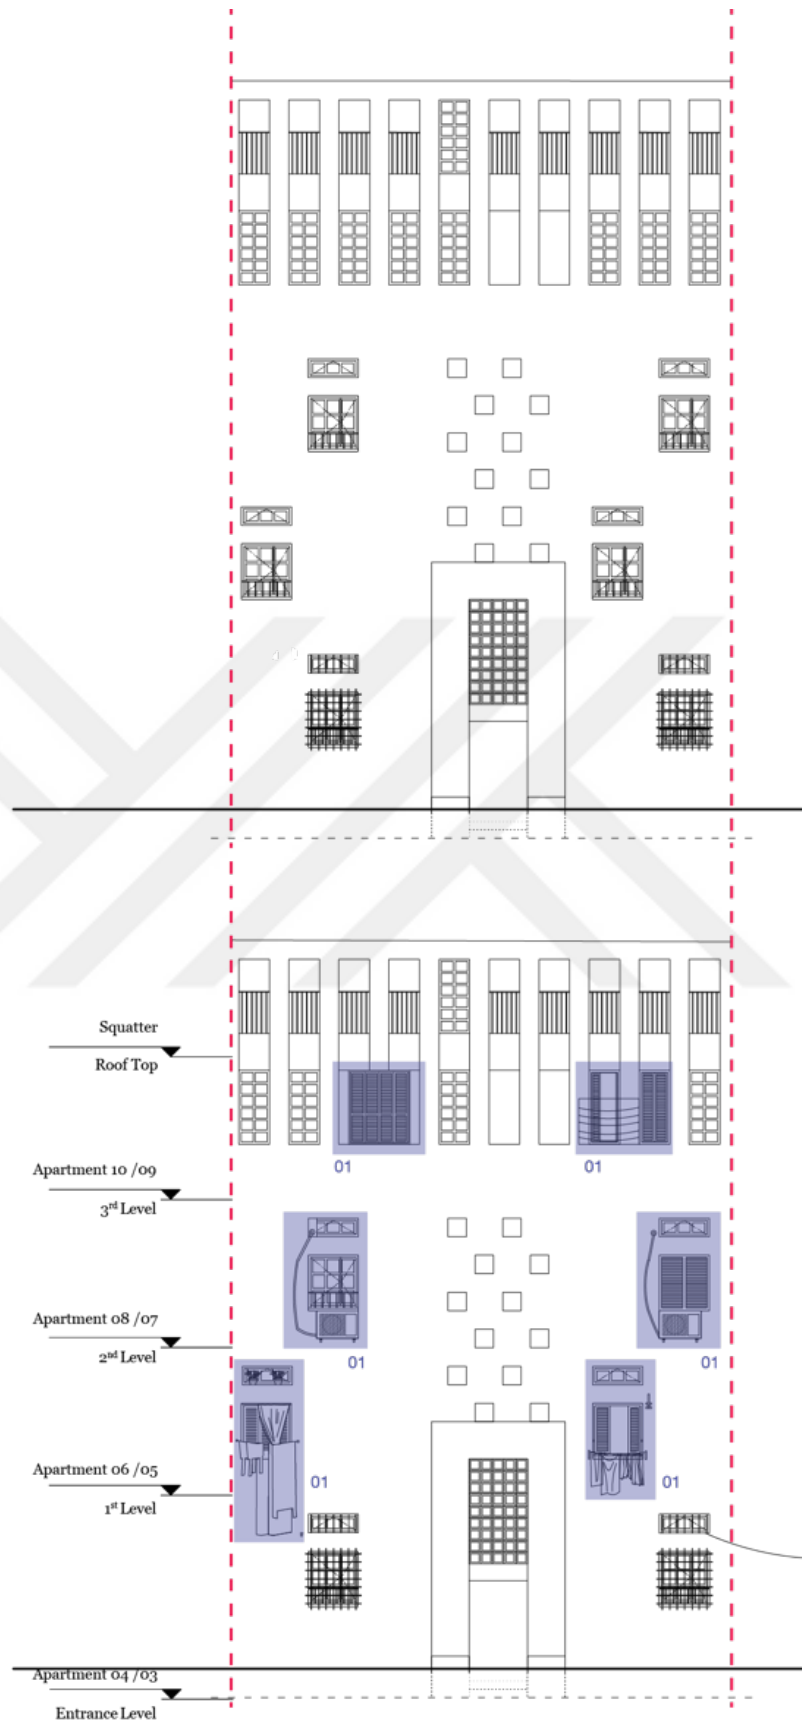 Squatter
Roof Top
01
01
Apartment 10 /09
3rd Level
Apartment 08 /07
2nd Level
01
01
Apartment 06 /05
1st Level
01
01
Apartment 04 /03
Entrance Level